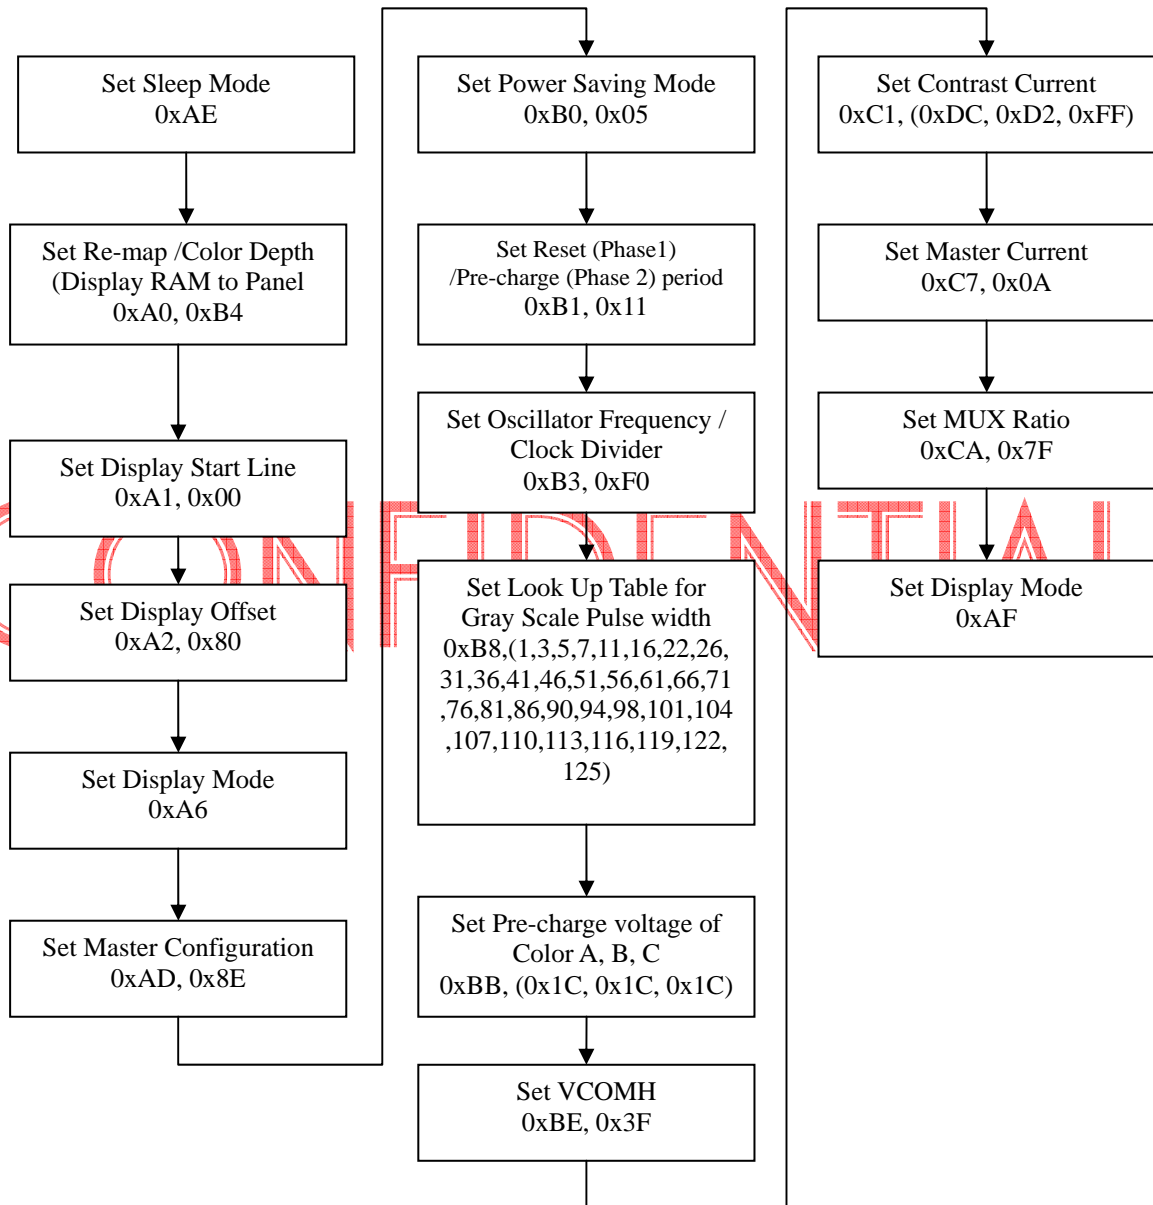 Set Sleep Mode
0xAE
Set Re-map /Color Depth
(Display RAM to Panel
0xA0, 0xB4
Set Display Start Line
0xA1, 0x00
Set Display Offset
0xA2, 0x80
Set Display Mode
0xA6
Set Master Configuration
0xAD, 0x8E
Set Power Saving Mode
0xB0, 0x05
Set Reset (Phase1)
/Pre-charge (Phase 2) period
0xB1, 0x11
Set Oscillator Frequency /
Clock Divider
0xB3, 0xF0
Set Look Up Table for
Gray Scale Pulse width
0xB8,(1,3,5,7,11,16,22,26,
31,36,41,46,51,56,61,66,71
,76,81,86,90,94,98,101,104
,107,110,113,116,119,122,
125)
Set Pre-charge voltage of
Color A, B, C
0xBB, (0x1C, 0x1C, 0x1C)
Set VCOMH
0xBE, 0x3F
Set Contrast Current
0xC1, (0xDC, 0xD2, 0xFF)
Set Master Current
0xC7, 0x0A
Set MUX Ratio
0xCA, 0x7F
Set Display Mode
0xAF
CONFIDENTIAL